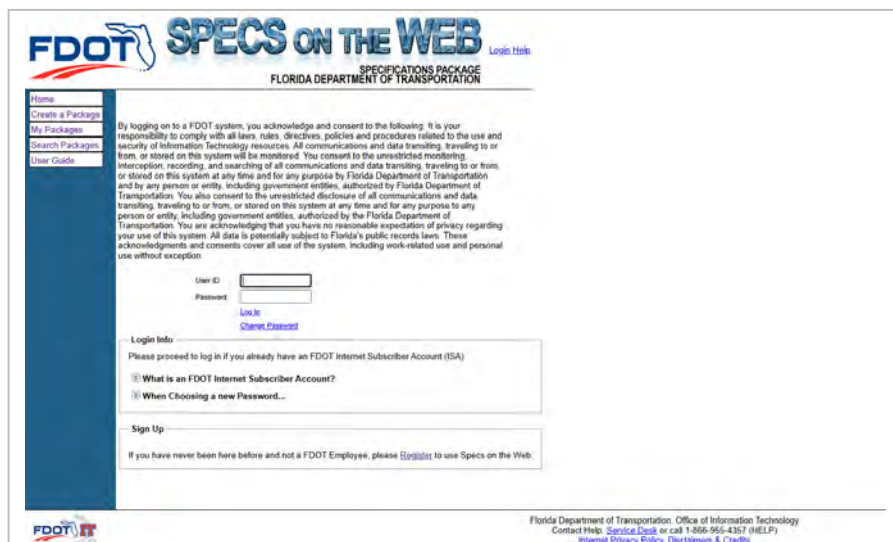 FDOT
SPECS ON THE WEB
Login Help
SPECIFICATIONS PACKAGE
FLORIDA DEPARTMENT OF TRANSPORTATION
Home
Create a Package
My Packages
Search Packages
User Guide
By logging on to a FDOT system, you acknowledge and consent to the following: It is your
responsibility to comply with all laws, rules, directives, policies and procedures related to the use and
security of Information Technology resources. All communications and data transiting, traveling to or
from, or stored on this system will be monitored. You consent to the unrestricted monitoring,
interception, recording, and searching of all communications and data transiting, traveling to or from,
or stored on this system at any time and for any purpose by Florida Department of Transportation
and by any person or entity, including government entities, authorized by Florida Department of
Transportation. You also consent to the unrestricted disclosure of all communications and data
transiting, traveling to or from, or stored on this system at any time and for any purpose to any
person or entity, including government entities, authorized by the Florida Department of
Transportation. You are acknowledging that you have no reasonable expectation of privacy regarding
your use of this system. All data is potentially subject to Florida's public records laws. These
acknowledgments and consents cover all use of the system, including work-related use and personal
use without exception.
User ID
Password
Log In
Change Password
Login Info
Please proceed to log in if you already have an FDOT Internet Subscriber Account (ISA)
What is an FDOT Internet Subscriber Account?
When Choosing a new Password...
Sign Up
If you have never been here before and not a FDOT Employee, please Register to use Specs on the Web.
FDOT IT
Florida Department of Transportation. Office of Information Technology
Contact Help: Service Desk or call 1-866-955-4357 (HELP)
Internet Privacy Policy, Disclaimers & Credits